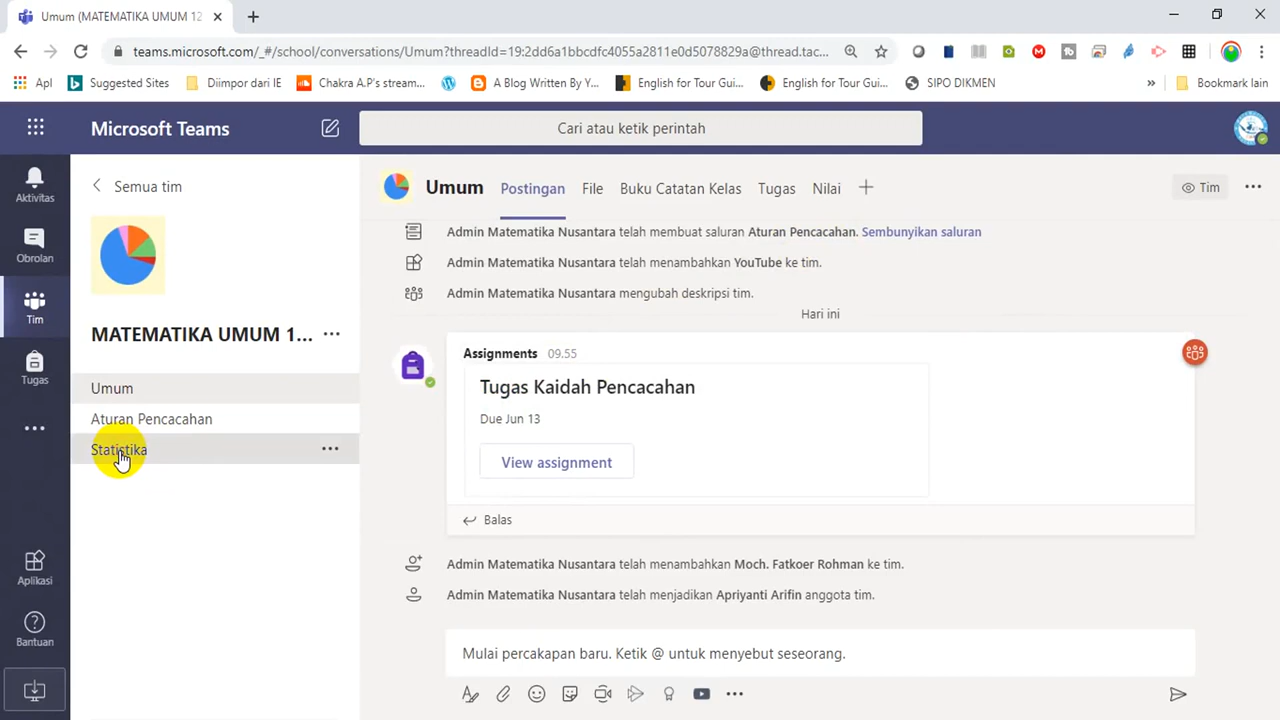 Umum (MATEMATIKA UMUM 12
teams.microsoft.com/_#/school/conversations/Umum?threadId=19:2dd6a1bbcdfc4055a2811e0d5078829a@thread.tac...
Apl
Suggested Sites
Diimpor dari IE
Chakra A.P's stream...
A Blog Written By Y...
English for Tour Gui...
English for Tour Gui...
SIPO DIKMEN
»
Bookmark lain
Microsoft Teams
Cari atau ketik perintah
Aktivitas
Obrolan
Tim
Tugas
Aplikasi
Bantuan
Semua tim
MATEMATIKA UMUM 1...
Umum
Aturan Pencacahan
Statistika
Umum Postingan File Buku Catatan Kelas Tugas Nilai
Tim
Admin Matematika Nusantara telah membuat saluran Aturan Pencacahan. Sembunyikan saluran
Admin Matematika Nusantara telah menambahkan YouTube ke tim.
Admin Matematika Nusantara mengubah deskripsi tim.
Hari ini
Assignments 09.55
Tugas Kaidah Pencacahan
Due Jun 13
View assignment
Balas
Admin Matematika Nusantara telah menambahkan Moch. Fatkoer Rohman ke tim.
Admin Matematika Nusantara telah menjadikan Apriyanti Arifin anggota tim.
Mulai percakapan baru. Ketik @ untuk menyebut seseorang.